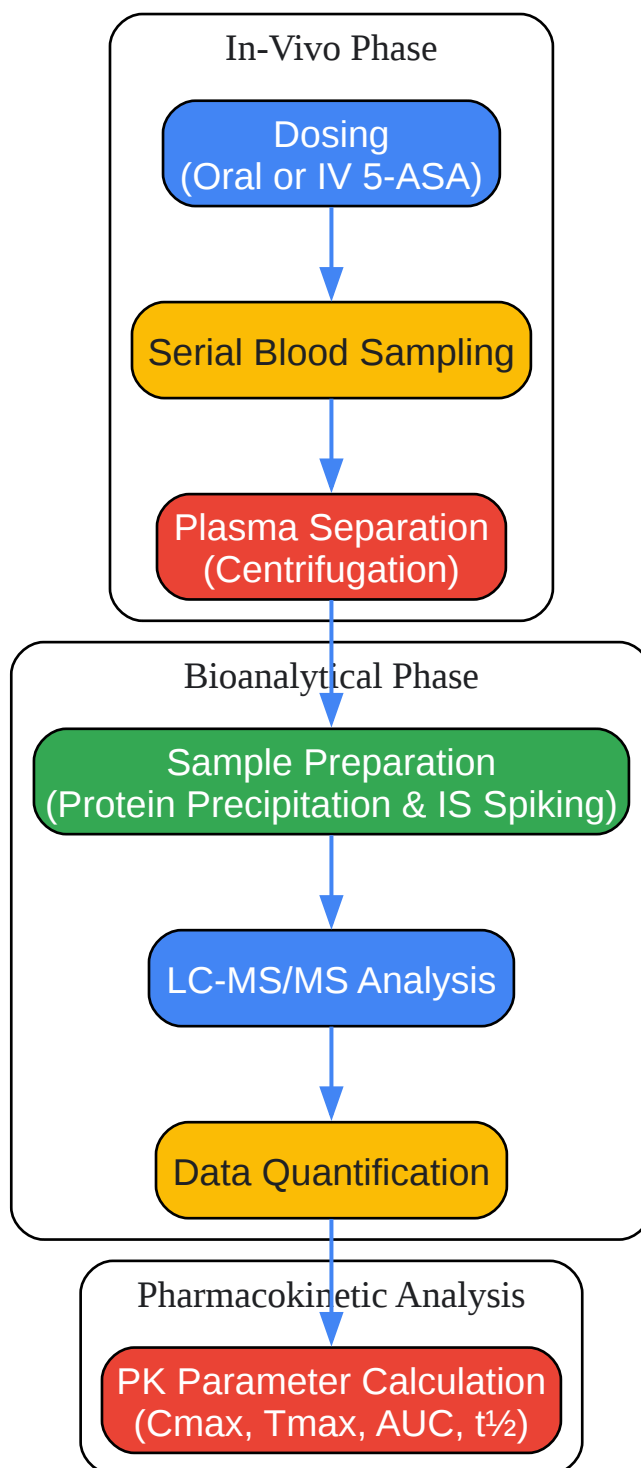 In-Vivo Phase
Dosing
(Oral or IV 5-ASA)
Serial Blood Sampling
Plasma Separation
(Centrifugation)
Bioanalytical Phase
Sample Preparation
(Protein Precipitation & IS Spiking)
LC-MS/MS Analysis
Data Quantification
Pharmacokinetic Analysis
PK Parameter Calculation
(Cmax, Tmax, AUC, t½)